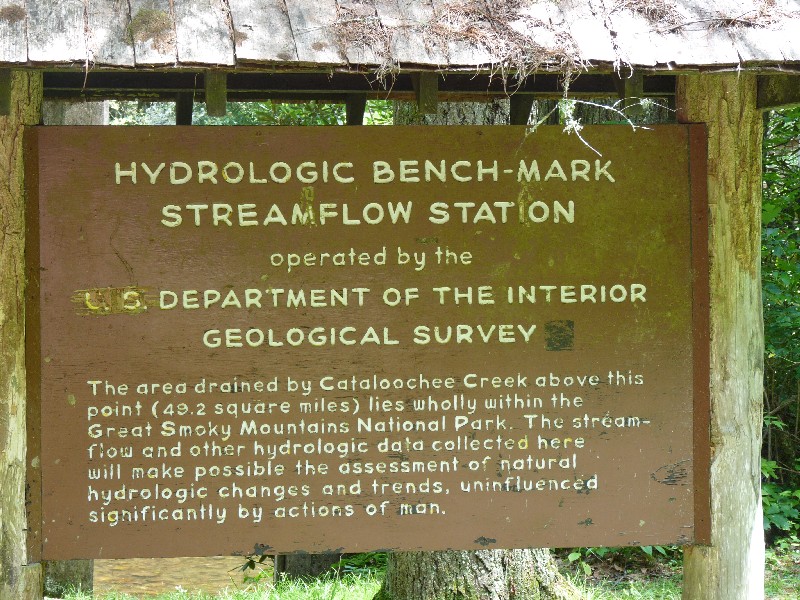 HYDROLOGIC BENCH-MARK
STREAMFLOW STATION
operated by the
U.S. DEPARTMENT OF THE INTERIOR
GEOLOGICAL SURVEY
The area drained by Cataloochee Creek above this
point (49.2 square miles) lies wholly within the
Great Smoky Mountains National Park. The stream-
flow and other hydrologic data collected here
will make possible the assessment of natural
hydrologic changes and trends, uninfluenced
significantly by actions of man.